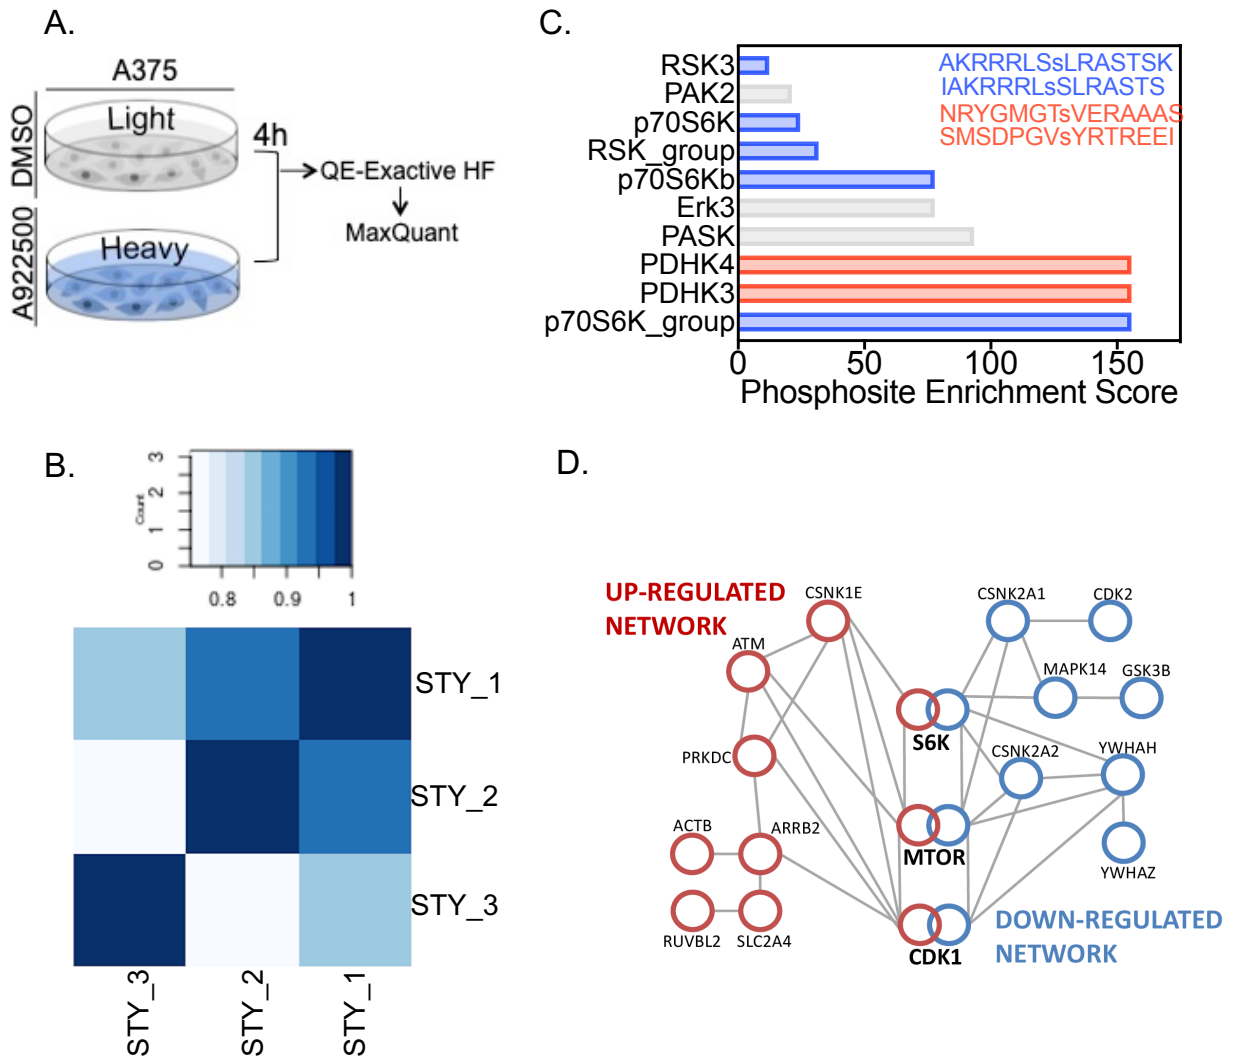 A.
A375
DMSO
Light
4h
QE-Exactive HF
MaxQuant
A922500
Heavy
C.
RSK3
PAK2
p70S6K
RSK_group
p70S6Kb
Erk3
PASK
PDHK4
PDHK3
p70S6K_group
AKRRRLSsLRASTSK
IAKRRRLsSLRASTS
NRYGMGTsVERAAAS
SMSDPGVsYRTREEI
0 50 100 150
Phosphosite Enrichment Score
B.
Count
0 1 2 3
0.8 0.9 1
STY_1
STY_2
STY_3
STY_3 STY_2 STY_1
D.
UP-REGULATED
NETWORK
CSNK1E
ATM
PRKDC
ACTB
ARRB2
RUVBL2
SLC2A4
S6K
MTOR
CDK1
CSNK2A1
CDK2
MAPK14
GSK3B
CSNK2A2
YWHAH
YWHAZ
DOWN-REGULATED
NETWORK